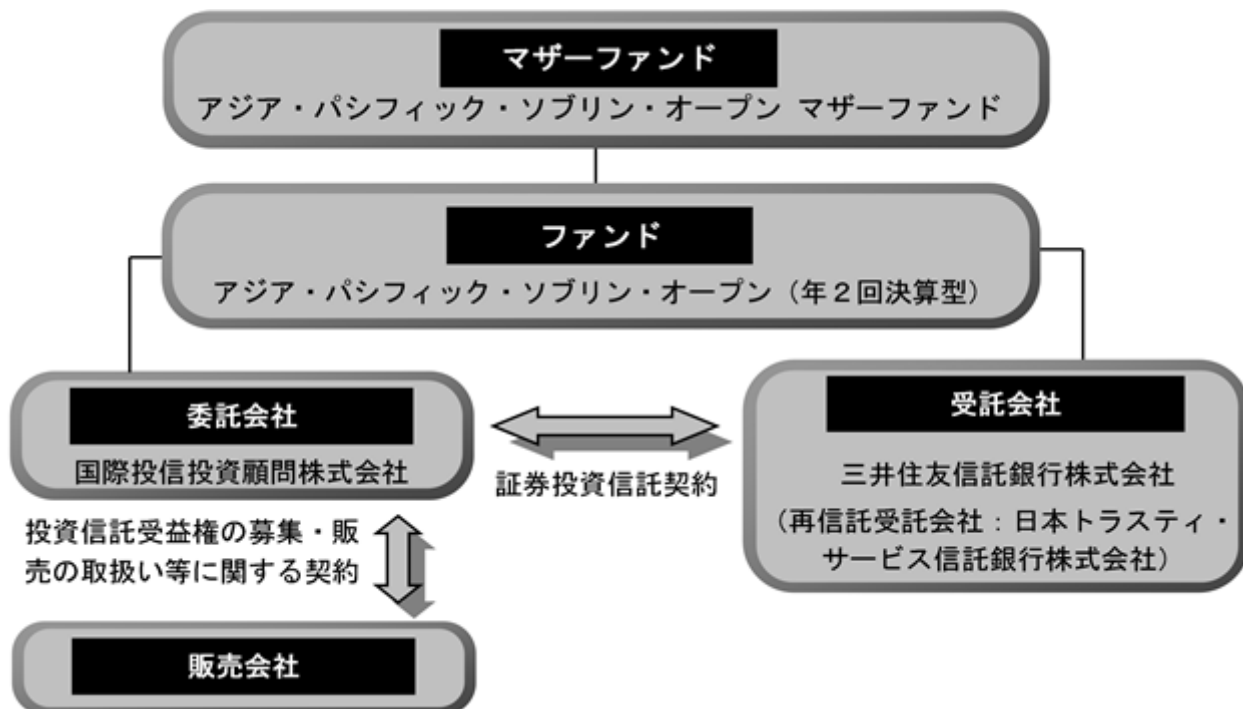 マザーファンド
アジア・パシフィック・ソブリン・オープン マザーファンド
ファンド
アジア・パシフィック・ソブリン・オープン（年２回決算型）
委託会社
国際投信投資顧問株式会社
証券投資信託契約
受託会社
三井住友信託銀行株式会社
（再信託受託会社：日本トラスティ・
サービス信託銀行株式会社）
投資信託受益権の募集・販
売の取扱い等に関する契約
販売会社